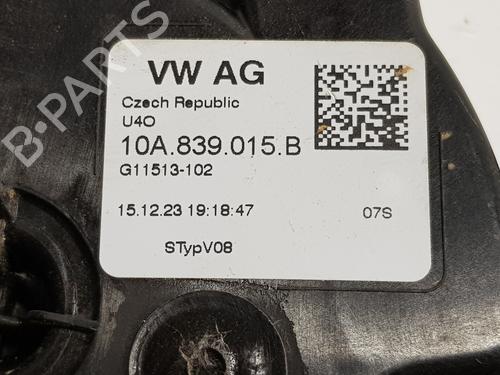 VW AG
Czech Republic
U4O
10A.839.015.B
G11513-102
15.12.23 19:18:47
07S
STypV08
B-PARTS
B-PARTS